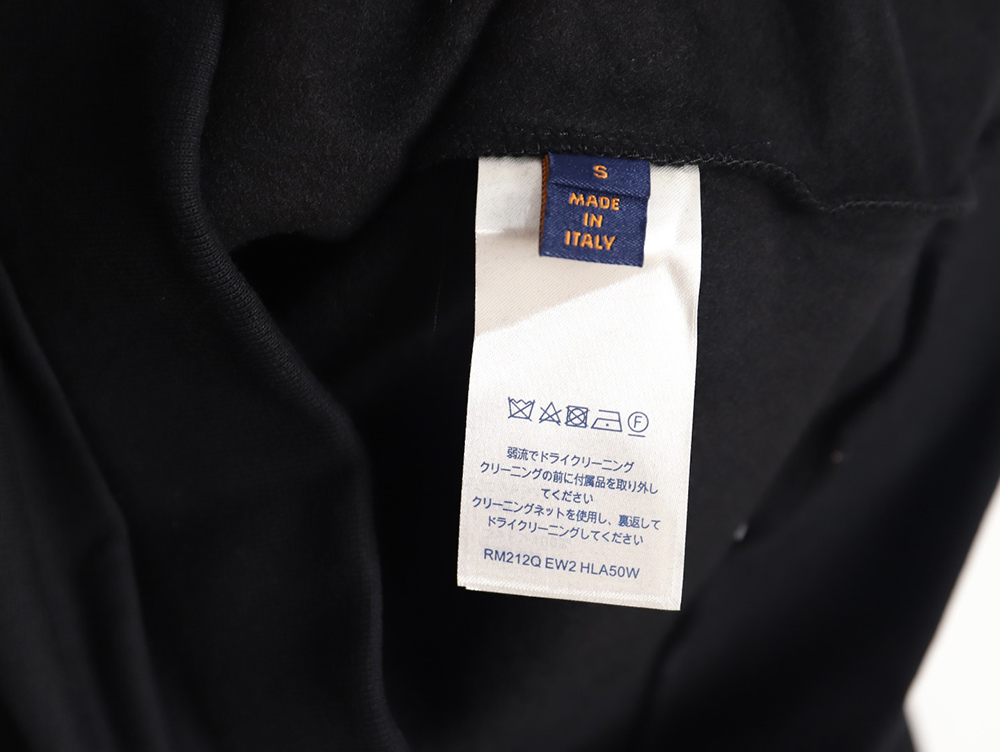 S
MADE
IN
ITALY
F
弱流でドライクリーニング
クリーニングの前に付属品を取り外し
てください
クリーニングネットを使用し、裏返して
ドライクリーニングしてください
RM212Q EW2 HLA50W